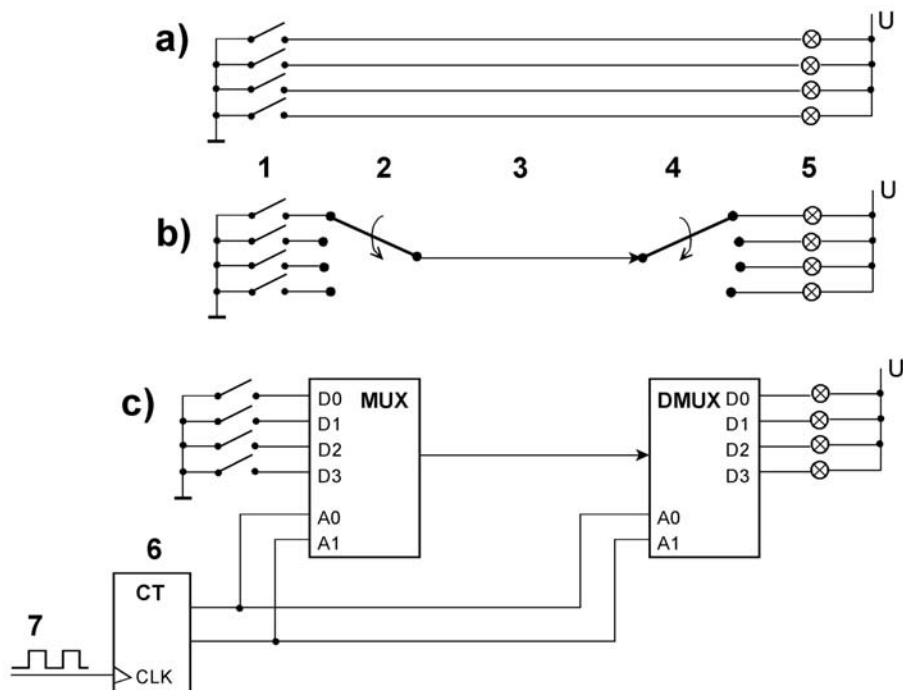 a)
U
1 2 3 4 5
U
b)
U
c)
D0 MUX DMUX D0
D1 D1
D2 D2
D3 D3
A0 A0
A1 A1
6
CT
7
CLK